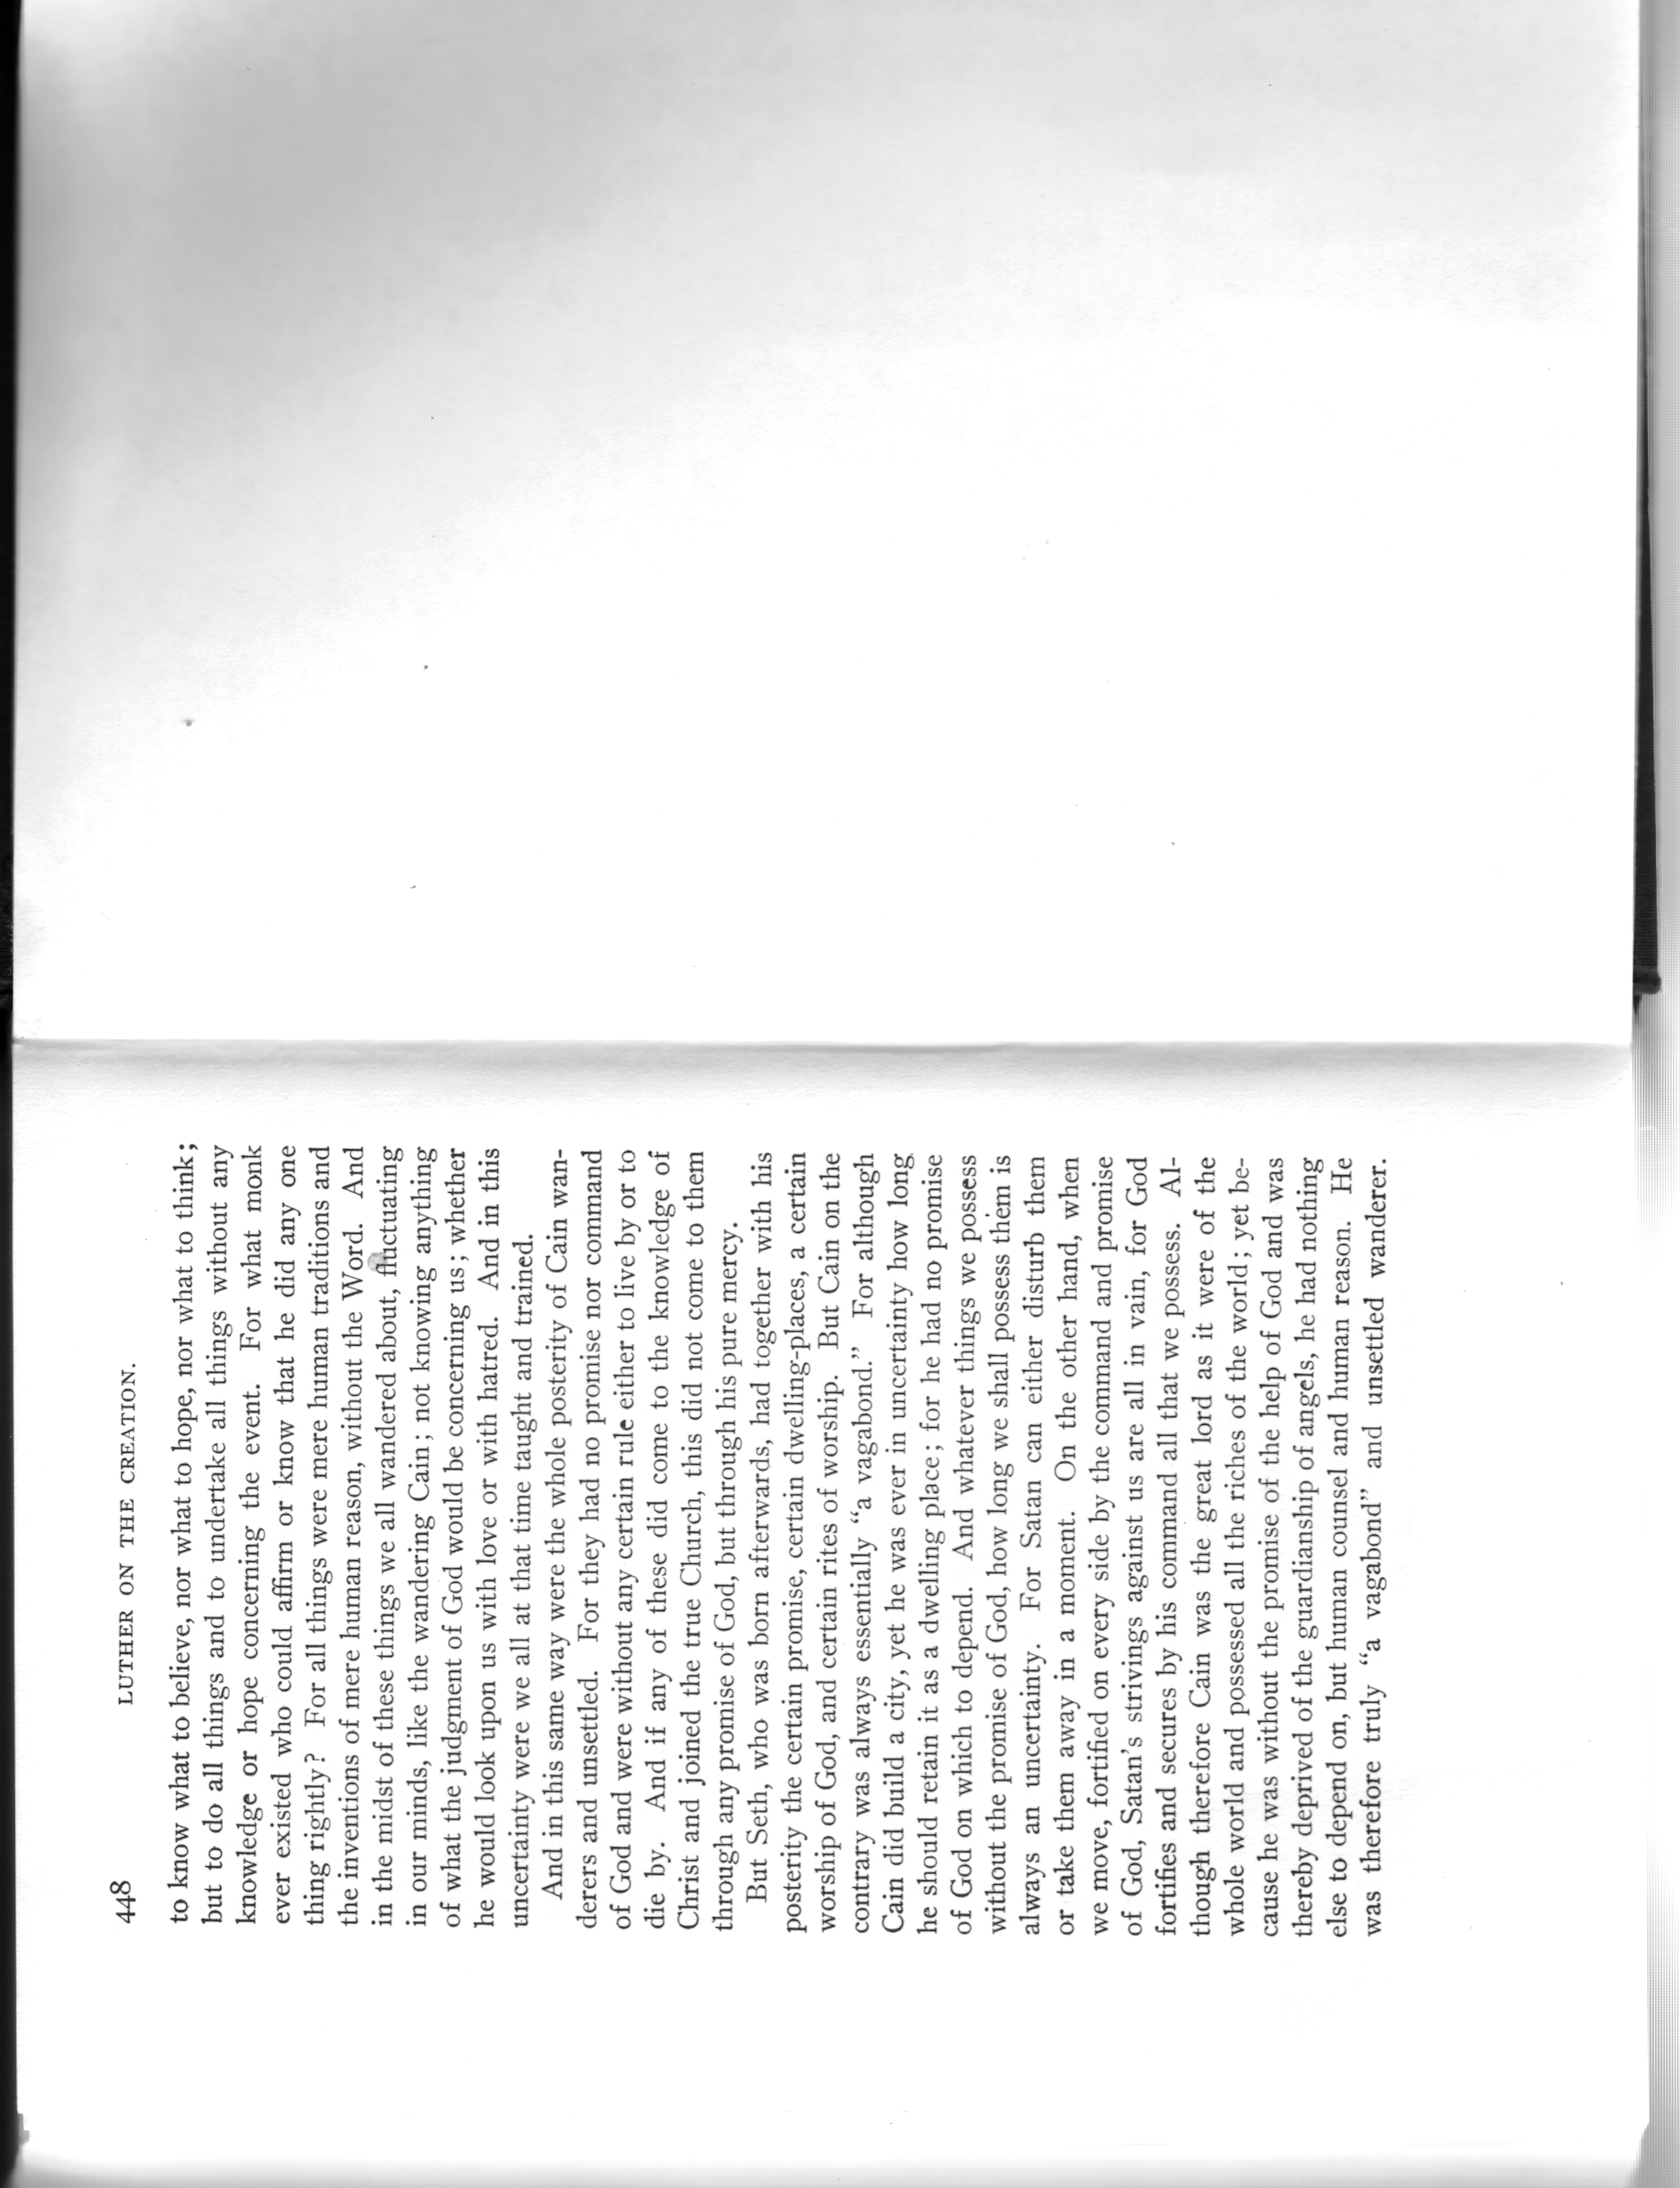 448 LUTHER ON THE CREATION.
to know what to believe, nor what to hope, nor what to think;
but to do all things and to undertake all things without any
knowledge or hope concerning the event. For what monk
ever existed who could affirm or know that he did any one
thing rightly? For all things were mere human traditions and
the inventions of mere human reason, without the Word. And
in the midst of these things we all wandered about, fluctuating
in our minds, like the wandering Cain; not knowing anything
of what the judgment of God would be concerning us; whether
he would look upon us with love or with hatred. And in this
uncertainty were we all at that time taught and trained.
And in this same way were the whole posterity of Cain wan-
derers and unsettled. For they had no promise nor command
of God and were without any certain rule either to live by or to
die by. And if any of these did come to the knowledge of
Christ and joined the true Church, this did not come to them
through any promise of God, but through his pure mercy.
But Seth, who was born afterwards, had together with his
posterity the certain promise, certain dwelling-places, a certain
worship of God, and certain rites of worship. But Cain on the
contrary was always essentially “a vagabond.” For although
Cain did build a city, yet he was ever in uncertainty how long
he should retain it as a dwelling place; for he had no promise
of God on which to depend. And whatever things we possess
without the promise of God, how long we shall possess them is
always an uncertainty. For Satan can either disturb them
or take them away in a moment. On the other hand, when
we move, fortified on every side by the command and promise
of God, Satan’s strivings against us are all in vain, for God
fortifies and secures by his command all that we possess. Al-
though therefore Cain was the great lord as it were of the
whole world and possessed all the riches of the world; yet be-
cause he was without the promise of the help of God and was
thereby deprived of the guardianship of angels, he had nothing
else to depend on, but human counsel and human reason. He
was therefore truly “a vagabond” and unsettled wanderer.